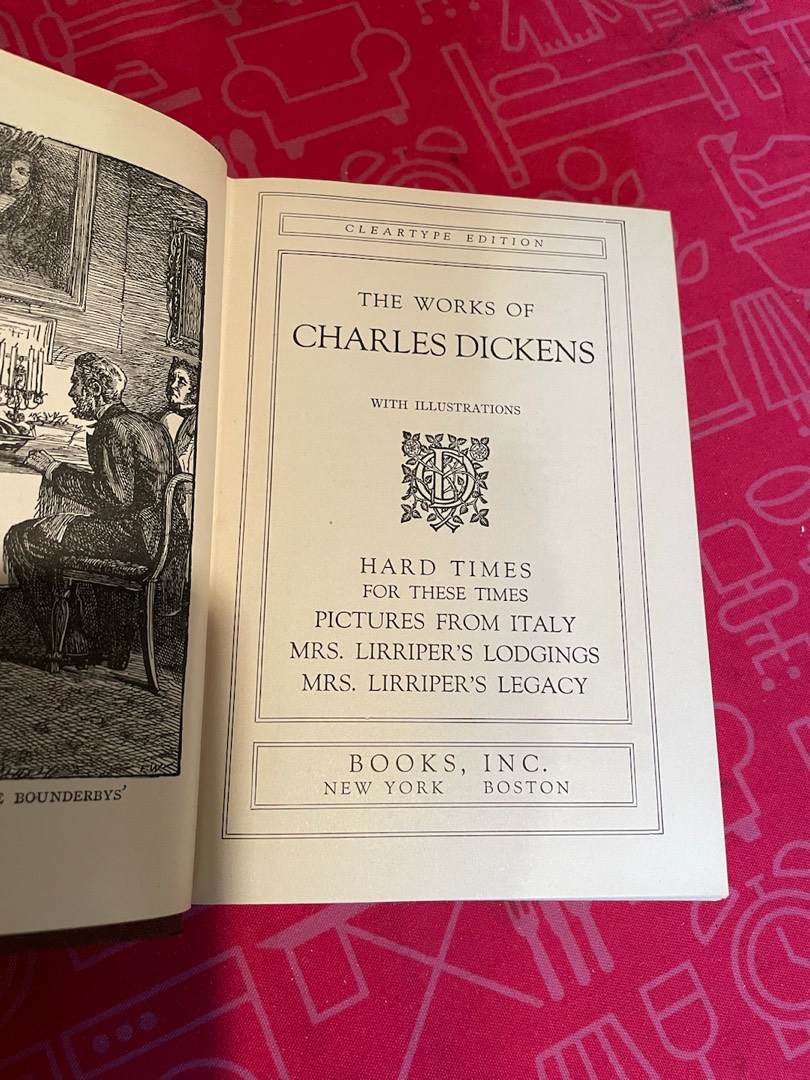 E BOUNDERBYS'
CLEARTYPE EDITION
THE WORKS OF
CHARLES DICKENS
WITH ILLUSTRATIONS
HARD TIMES
FOR THESE TIMES
PICTURES FROM ITALY
MRS. LIRRIPER'S LODGINGS
MRS. LIRRIPER'S LEGACY
BOOKS, INC.
NEW YORK BOSTON